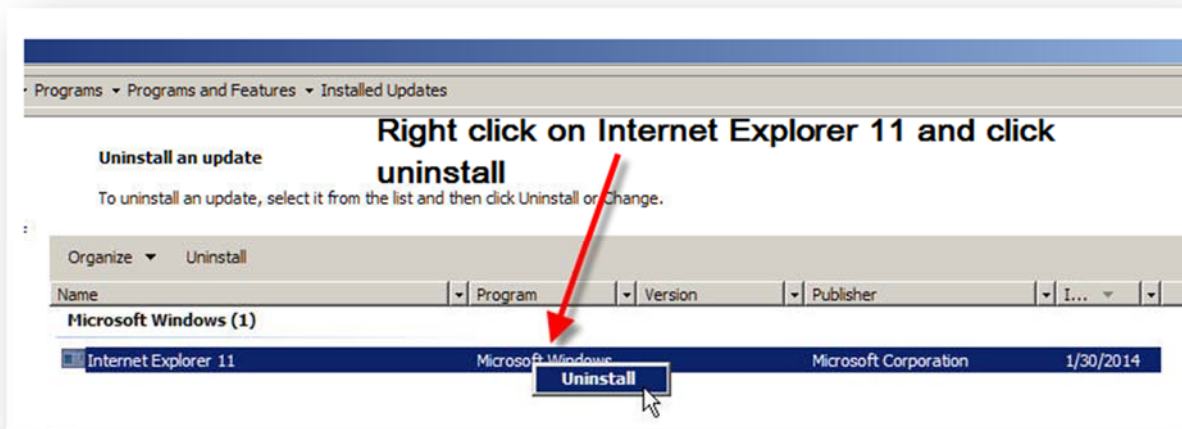 Programs ▾ Programs and Features ▾ Installed Updates
Right click on Internet Explorer 11 and click
uninstall
Uninstall an update
To uninstall an update, select it from the list and then click Uninstall or Change.
Organize ▾ Uninstall
Name Program Version Publisher I...
Microsoft Windows (1)
Internet Explorer 11 Microsoft Windows Microsoft Corporation 1/30/2014
Uninstall